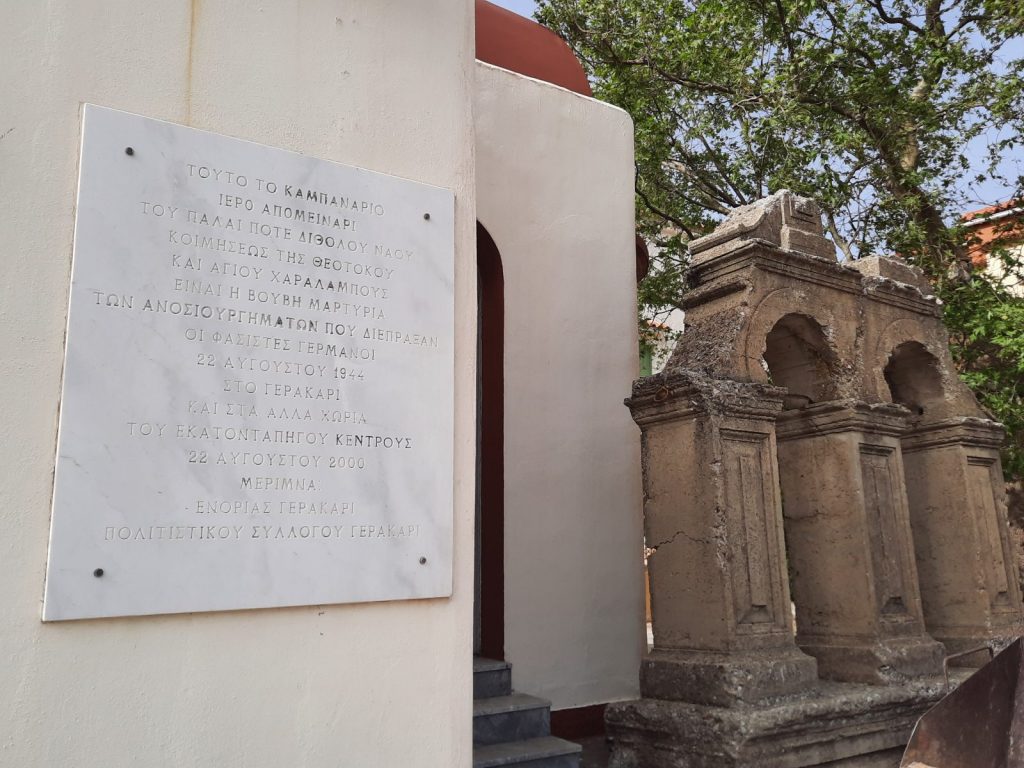 ΤΟΥΤΟ ΤΟ ΚΑΜΠΑΝΑΡΙΟ
ΙΕΡΟ ΑΠΟΜΕΙΝΑΡΙ
ΤΟΥ ΠΑΛΑΙ ΠΟΤΕ ΔΙΘΟΛΟΥ ΝΑΟΥ
ΚΟΙΜΗΣΕΩΣ ΤΗΣ ΘΕΟΤΟΚΟΥ
ΚΑΙ ΑΓΙΟΥ ΧΑΡΑΛΑΜΠΟΥΣ
ΕΙΝΑΙ Η ΒΟΥΒΗ ΜΑΡΤΥΡΙΑ
ΤΩΝ ΑΝΟΣΙΟΥΡΓΗΜΑΤΩΝ ΠΟΥ ΔΙΕΠΡΑΞΑΝ
ΟΙ ΦΑΣΙΣΤΕΣ ΓΕΡΜΑΝΟΙ
22 ΑΥΓΟΥΣΤΟΥ 1944
ΣΤΟ ΓΕΡΑΚΑΡΙ
ΚΑΙ ΣΤΑ ΑΛΛΑ ΧΩΡΙΑ
ΤΟΥ ΕΚΑΤΟΝΤΑΠΗΓΟΥ ΚΕΝΤΡΟΥΣ
22 ΑΥΓΟΥΣΤΟΥ 2000
ΜΕΡΙΜΝΑ:
- ΕΝΟΡΙΑΣ ΓΕΡΑΚΑΡΙ
ΠΟΛΙΤΙΣΤΙΚΟΥ ΣΥΛΛΟΓΟΥ ΓΕΡΑΚΑΡΙ